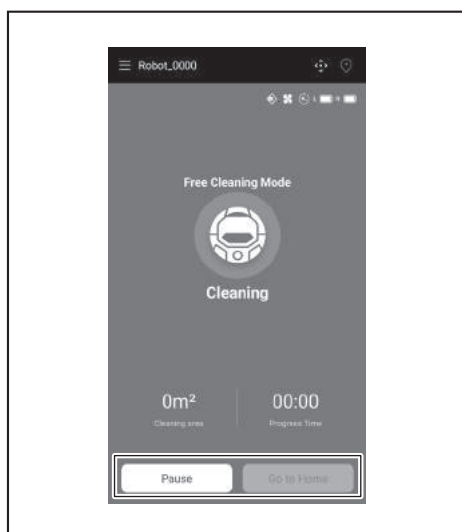 Robot_0000
L R
Free Cleaning Mode
Cleaning
0m² 00:00
Cleaning area Progress Time
Pause Go to Home